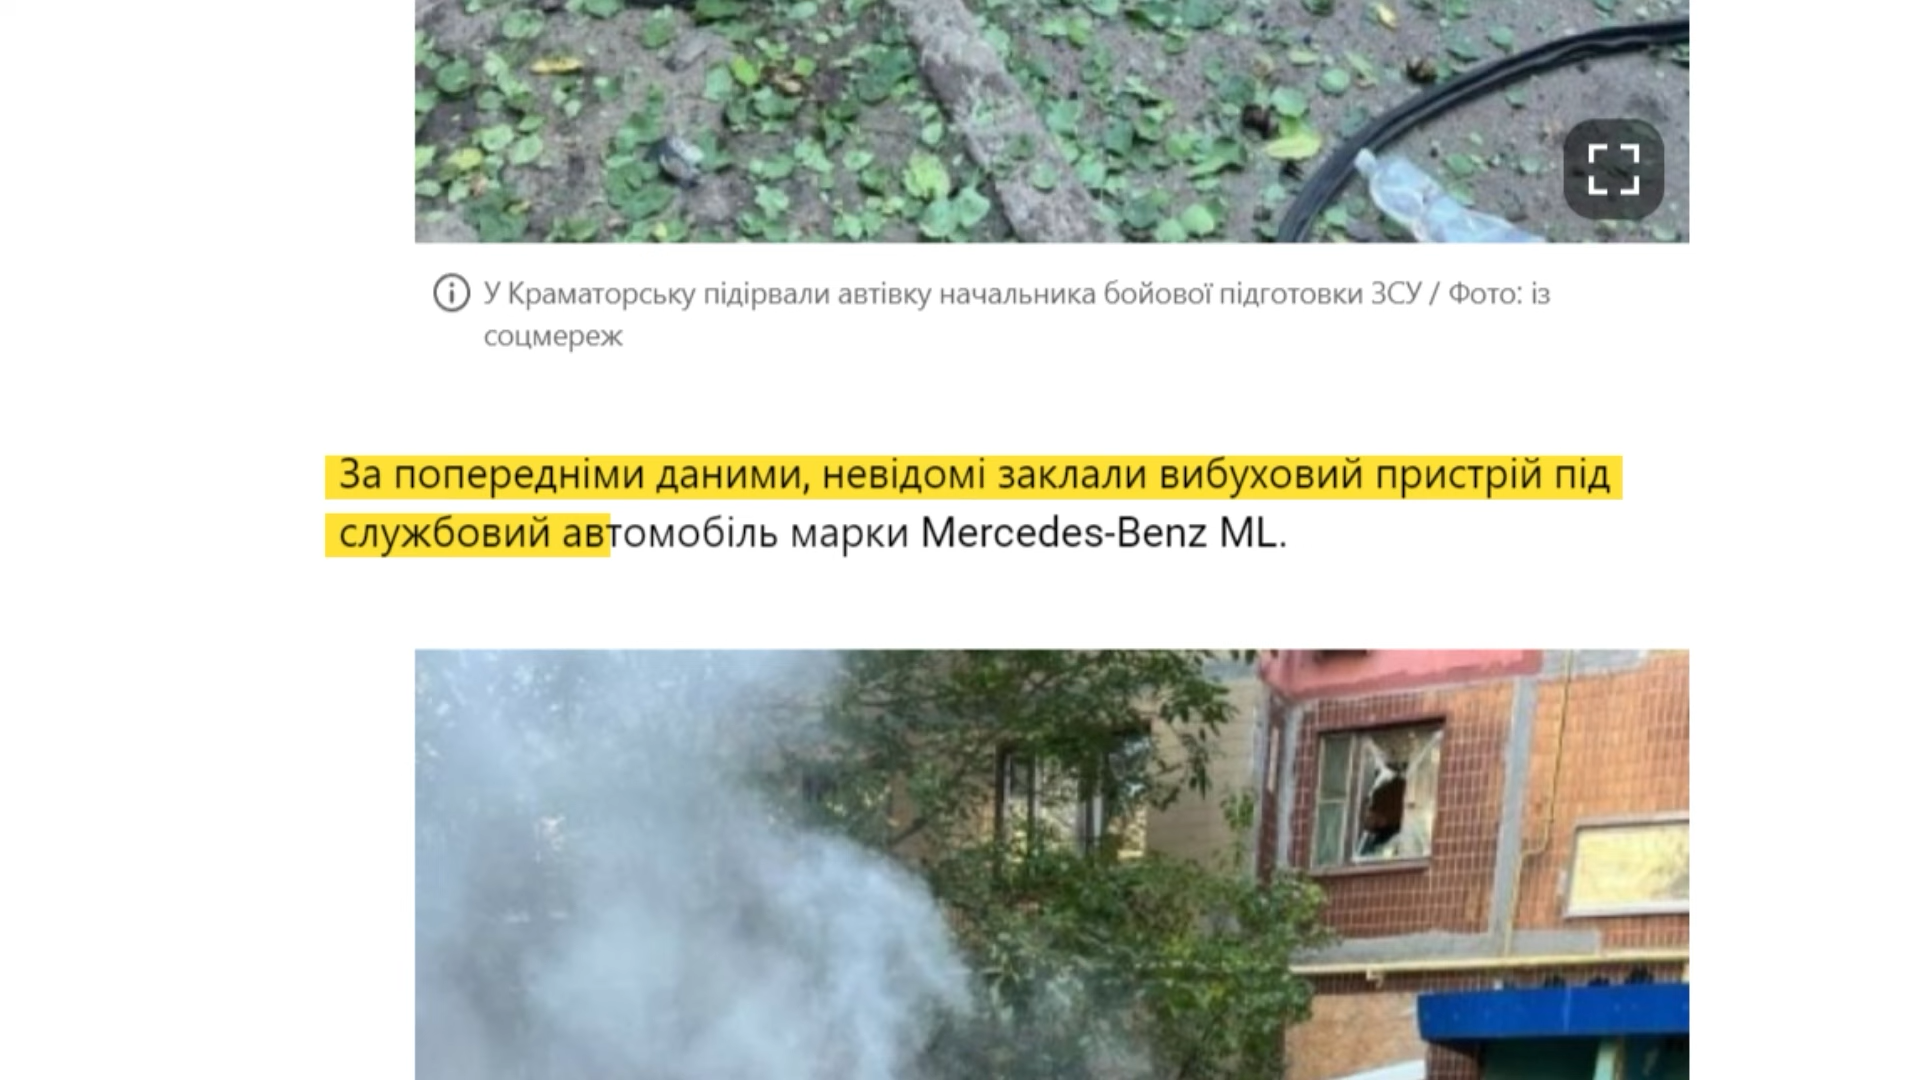 У Краматорську підірвали автівку начальника бойової підготовки ЗСУ / Фото: із
соцмереж
За попередніми даними, невідомі заклали вибуховий пристрій під
службовий автомобіль марки Mercedes-Benz ML.